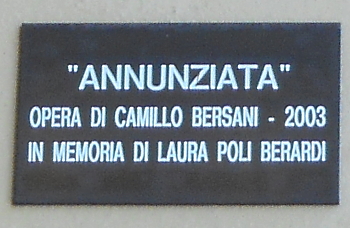 "ANNUNZIATA"
OPERA DI CAMILLO BERSANI - 2003
IN MEMORIA DI LAURA POLI BERARDI